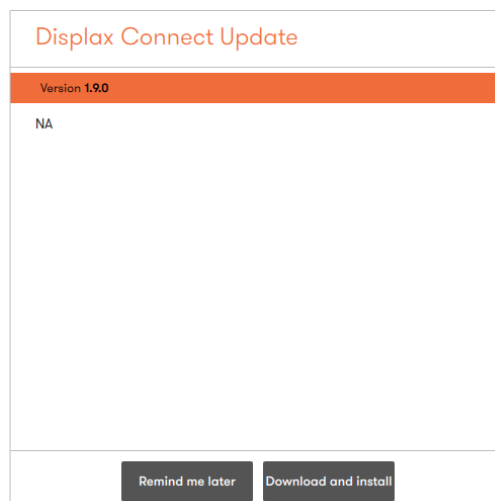 Displax Connect Update
Version 1.9.0
NA
Remind me later Download and install